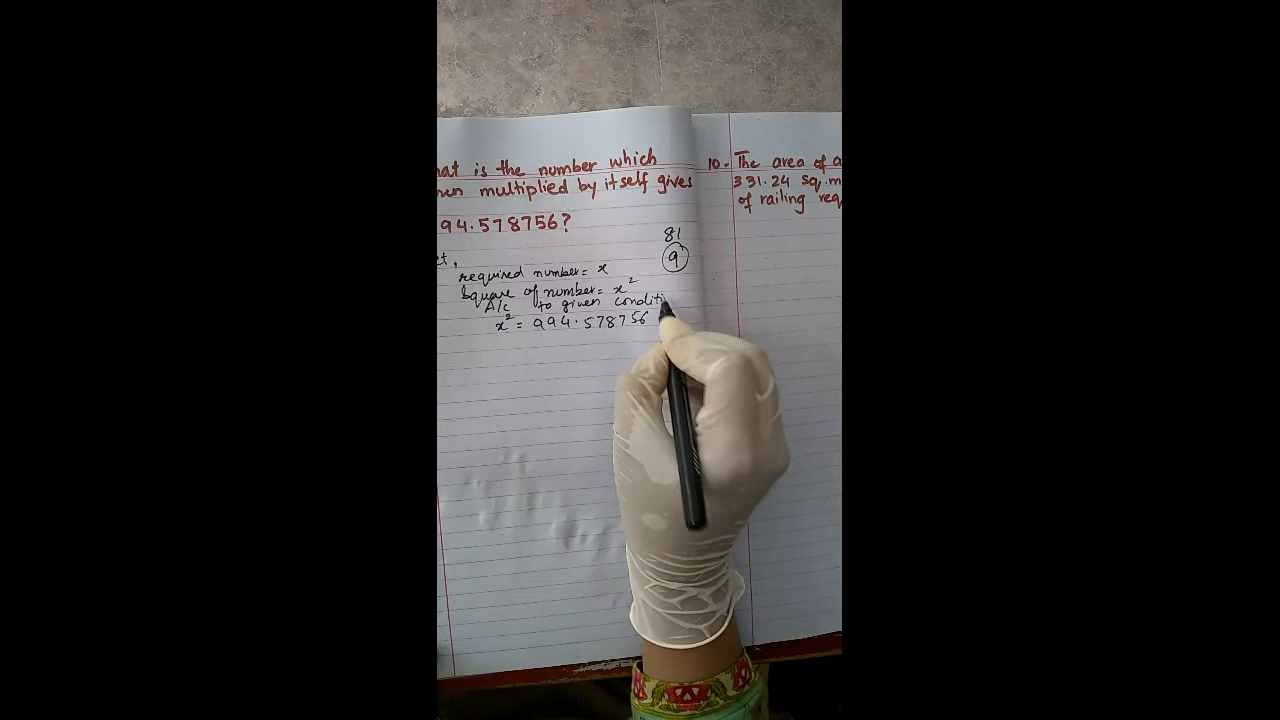 hat is the number which
hen multiplied by itself gives
94.578756?
81
9
et,
required number = x
Square of number = x²
A/c to given conditi
x² = 994.578756
10. The area of a
331.24 sq.m
of railing req